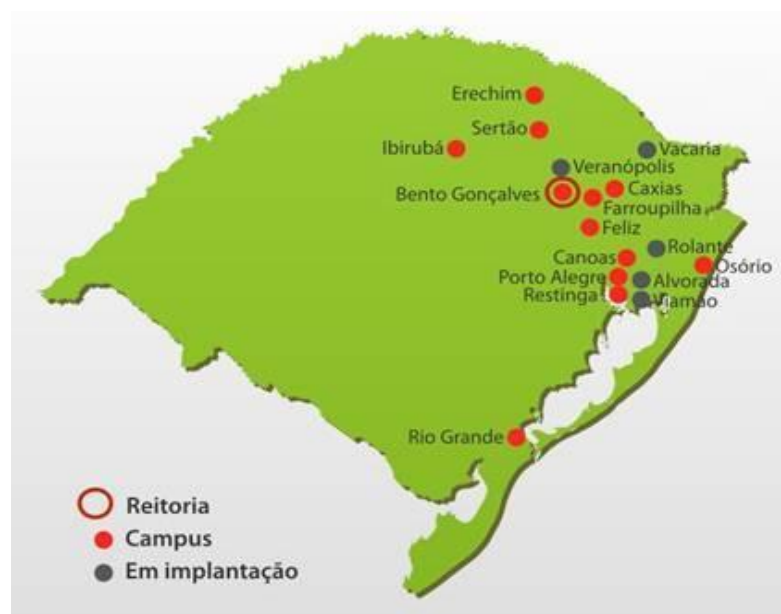 Erechim
Sertão
Ibirubá
Vacaria
Veranópolis
Bento Gonçalves
Caxias
Farroupilha
Feliz
Rolante
Canoas
Osório
Porto Alegre
Alvorada
Restinga
Viamão
Rio Grande
Reitoria
Campus
Em implantação